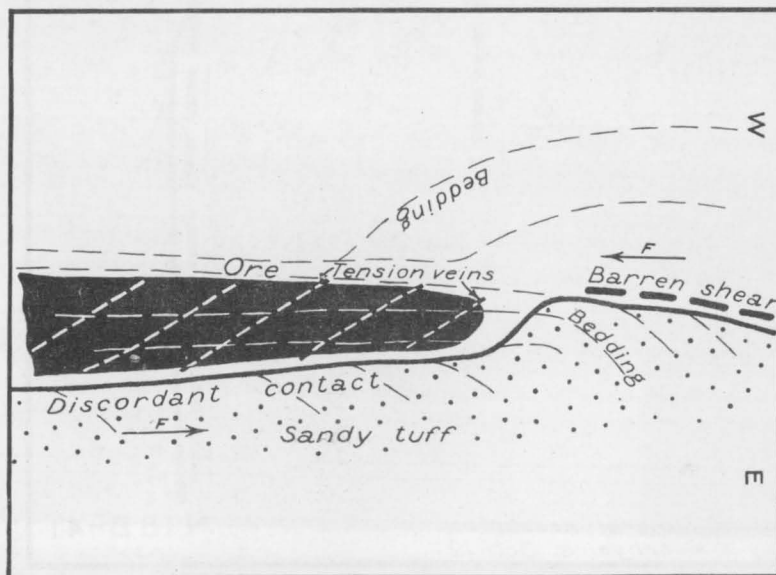 W
Bedding
F
Ore
Tension veins
Barren shear
Bedding
Discordant contact
F
Sandy tuff
E